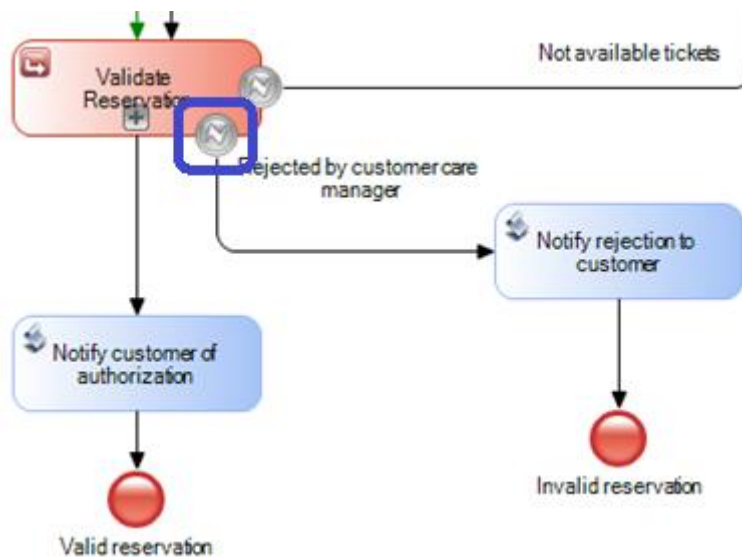 Not available tickets
Validate
Reservation
Rejected by customer care
manager
Notify rejection to
customer
Notify customer of
authorization
Invalid reservation
Valid reservation